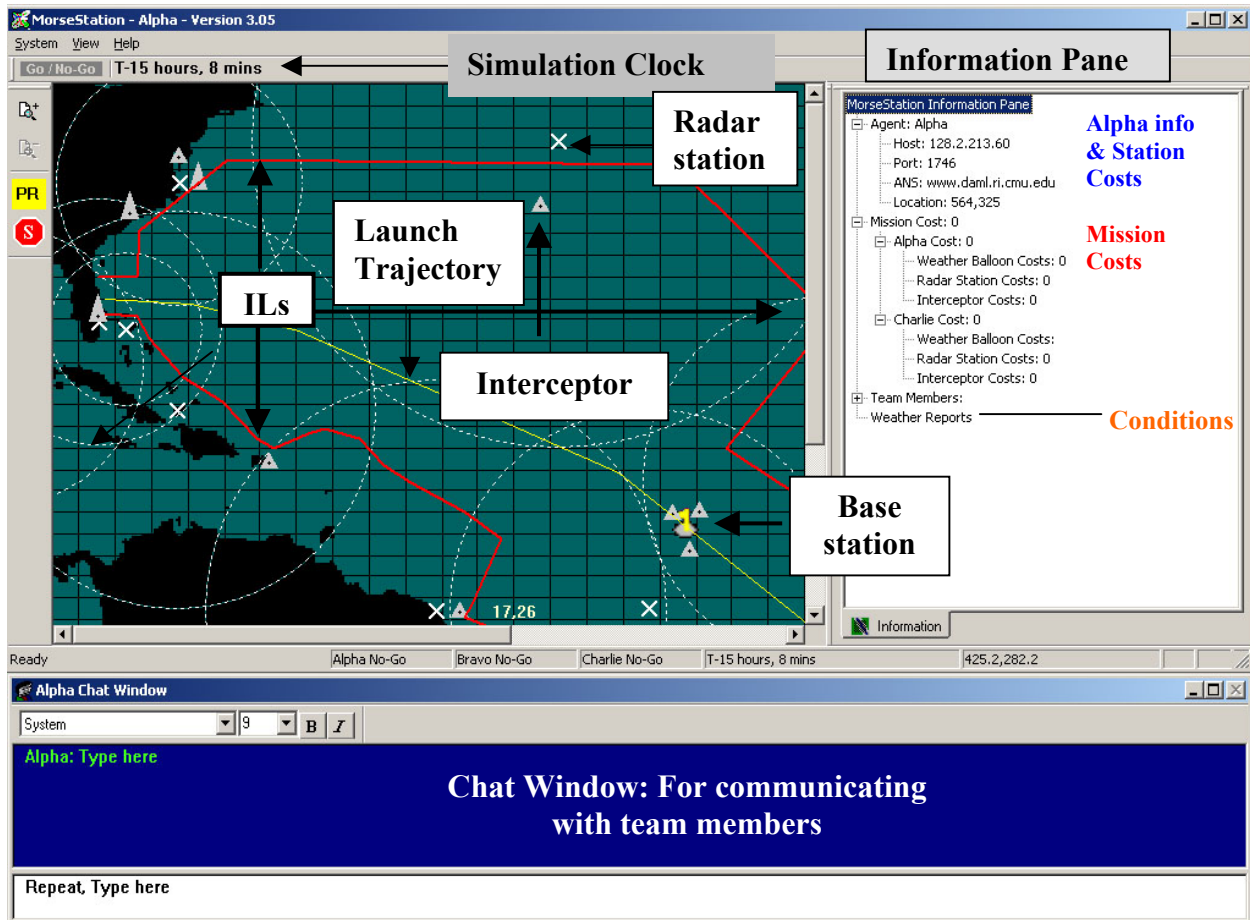 MorseStation - Alpha - Version 3.05
System View Help
Go / No-Go T-15 hours, 8 mins
Simulation Clock
Information Pane
Radar
station
Launch
Trajectory
ILs
Interceptor
Base
station
PR
S
1
17,26
MorseStation Information Pane
Agent: Alpha
Host: 128.2.213.60
Port: 1746
ANS: www.daml.ri.cmu.edu
Location: 564,325
Mission Cost: 0
Alpha Cost: 0
Weather Balloon Costs: 0
Radar Station Costs: 0
Interceptor Costs: 0
Charlie Cost: 0
Weather Balloon Costs:
Radar Station Costs: 0
Interceptor Costs: 0
Team Members:
Weather Reports
Alpha info
& Station
Costs
Mission
Costs
Conditions
Information
Ready Alpha No-Go Bravo No-Go Charlie No-Go T-15 hours, 8 mins 425.2,282.2
Alpha Chat Window
System 9 B I
Alpha: Type here
Chat Window: For communicating
with team members
Repeat, Type here